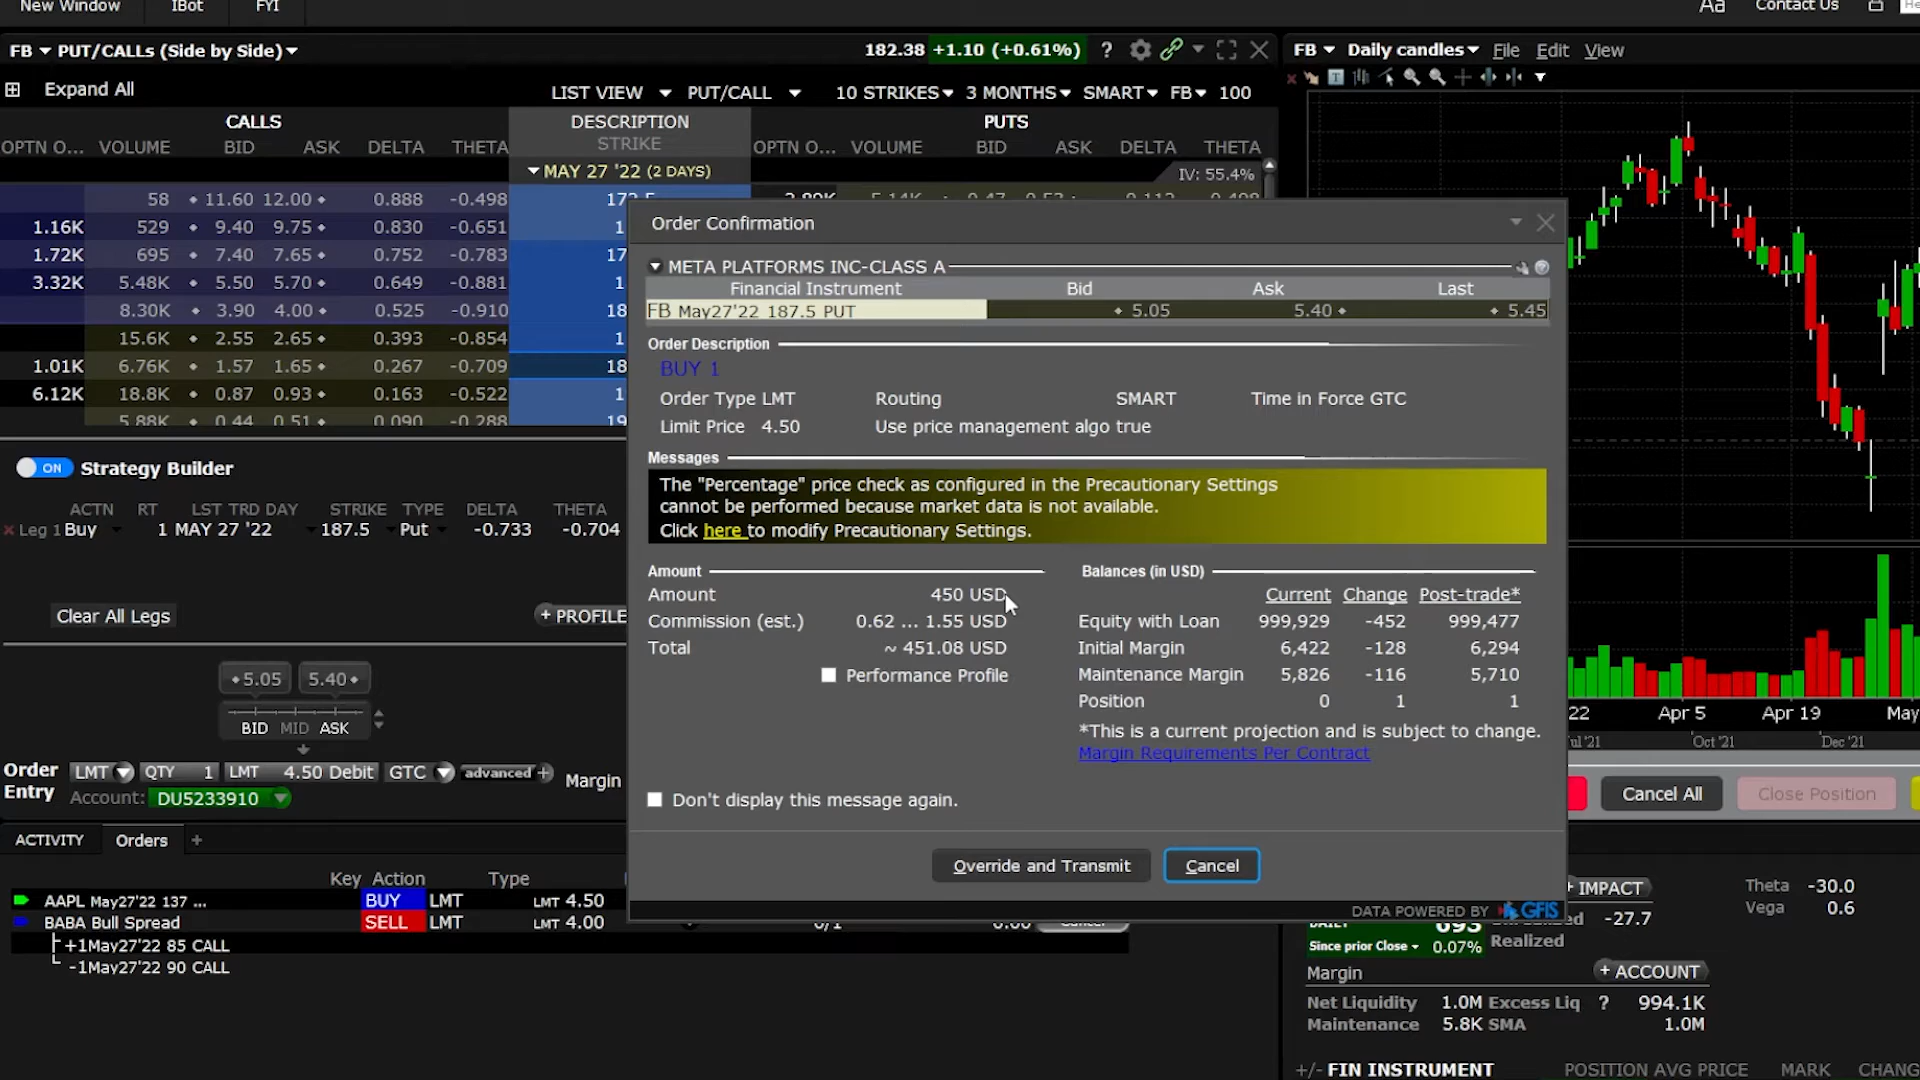 New Window IBot FYI Aa Contact Us
FB PUT/CALLs (Side by Side) 182.38 +1.10 (+0.61%) ?
Expand All LIST VIEW PUT/CALL 10 STRIKES 3 MONTHS SMART FB 100
CALLS DESCRIPTION PUTS
OPTN O... VOLUME BID ASK DELTA THETA STRIKE OPTN O... VOLUME BID ASK DELTA THETA
MAY 27 '22 (2 DAYS) IV: 55.4%
58 11.60 12.00 0.888 -0.498
1.16K 529 9.40 9.75 0.830 -0.651
1.72K 695 7.40 7.65 0.752 -0.783
3.32K 5.48K 5.50 5.70 0.649 -0.881
8.30K 3.90 4.00 0.525 -0.910
15.6K 2.55 2.65 0.393 -0.854
1.01K 6.76K 1.57 1.65 0.267 -0.709
6.12K 18.8K 0.87 0.93 0.163 -0.522
5.88K 0.44 0.51 0.090 -0.288
FB Daily candles File Edit View
Order Confirmation
META PLATFORMS INC-CLASS A
Financial Instrument Bid Ask Last
FB May27'22 187.5 PUT 5.05 5.40 5.45
Order Description
BUY 1
Order Type LMT Routing SMART Time in Force GTC
Limit Price 4.50 Use price management algo true
Messages
The "Percentage" price check as configured in the Precautionary Settings
cannot be performed because market data is not available.
Click here to modify Precautionary Settings.
Amount
Amount 450 USD
Commission (est.) 0.62 ... 1.55 USD
Total ~ 451.08 USD
Performance Profile
Balances (in USD)
Current Change Post-trade*
Equity with Loan 999,929 -452 999,477
Initial Margin 6,422 -128 6,294
Maintenance Margin 5,826 -116 5,710
Position 0 1 1
*This is a current projection and is subject to change.
Margin Requirements Per Contract
Don't display this message again.
Override and Transmit Cancel
DATA POWERED BY GFIS
ON Strategy Builder
ACTN RT LST TRD DAY STRIKE TYPE DELTA THETA
Leg 1 Buy 1 MAY 27 '22 187.5 Put -0.733 -0.704
Clear All Legs + PROFILE
5.05 5.40
BID MID ASK
Order Entry LMT QTY 1 LMT 4.50 Debit GTC advanced + Margin
Account: DU5233910
ACTIVITY Orders +
Key Action Type
AAPL May27'22 137 ... BUY LMT LMT 4.50
BABA Bull Spread SELL LMT LMT 4.00 0/1 0.00 Cancel
+1May27'22 85 CALL
-1May27'22 90 CALL
22 Apr 5 Apr 19 May
Jul '21 Oct '21 Dec '21
Cancel All Close Position
+ IMPACT Theta -30.0
-27.7 Vega 0.6
DAILY 693
Since prior Close 0.07% Realized
Margin + ACCOUNT
Net Liquidity 1.0M Excess Liq ? 994.1K
Maintenance 5.8K SMA 1.0M
+/- FIN INSTRUMENT POSITION AVG PRICE MARK CHANG